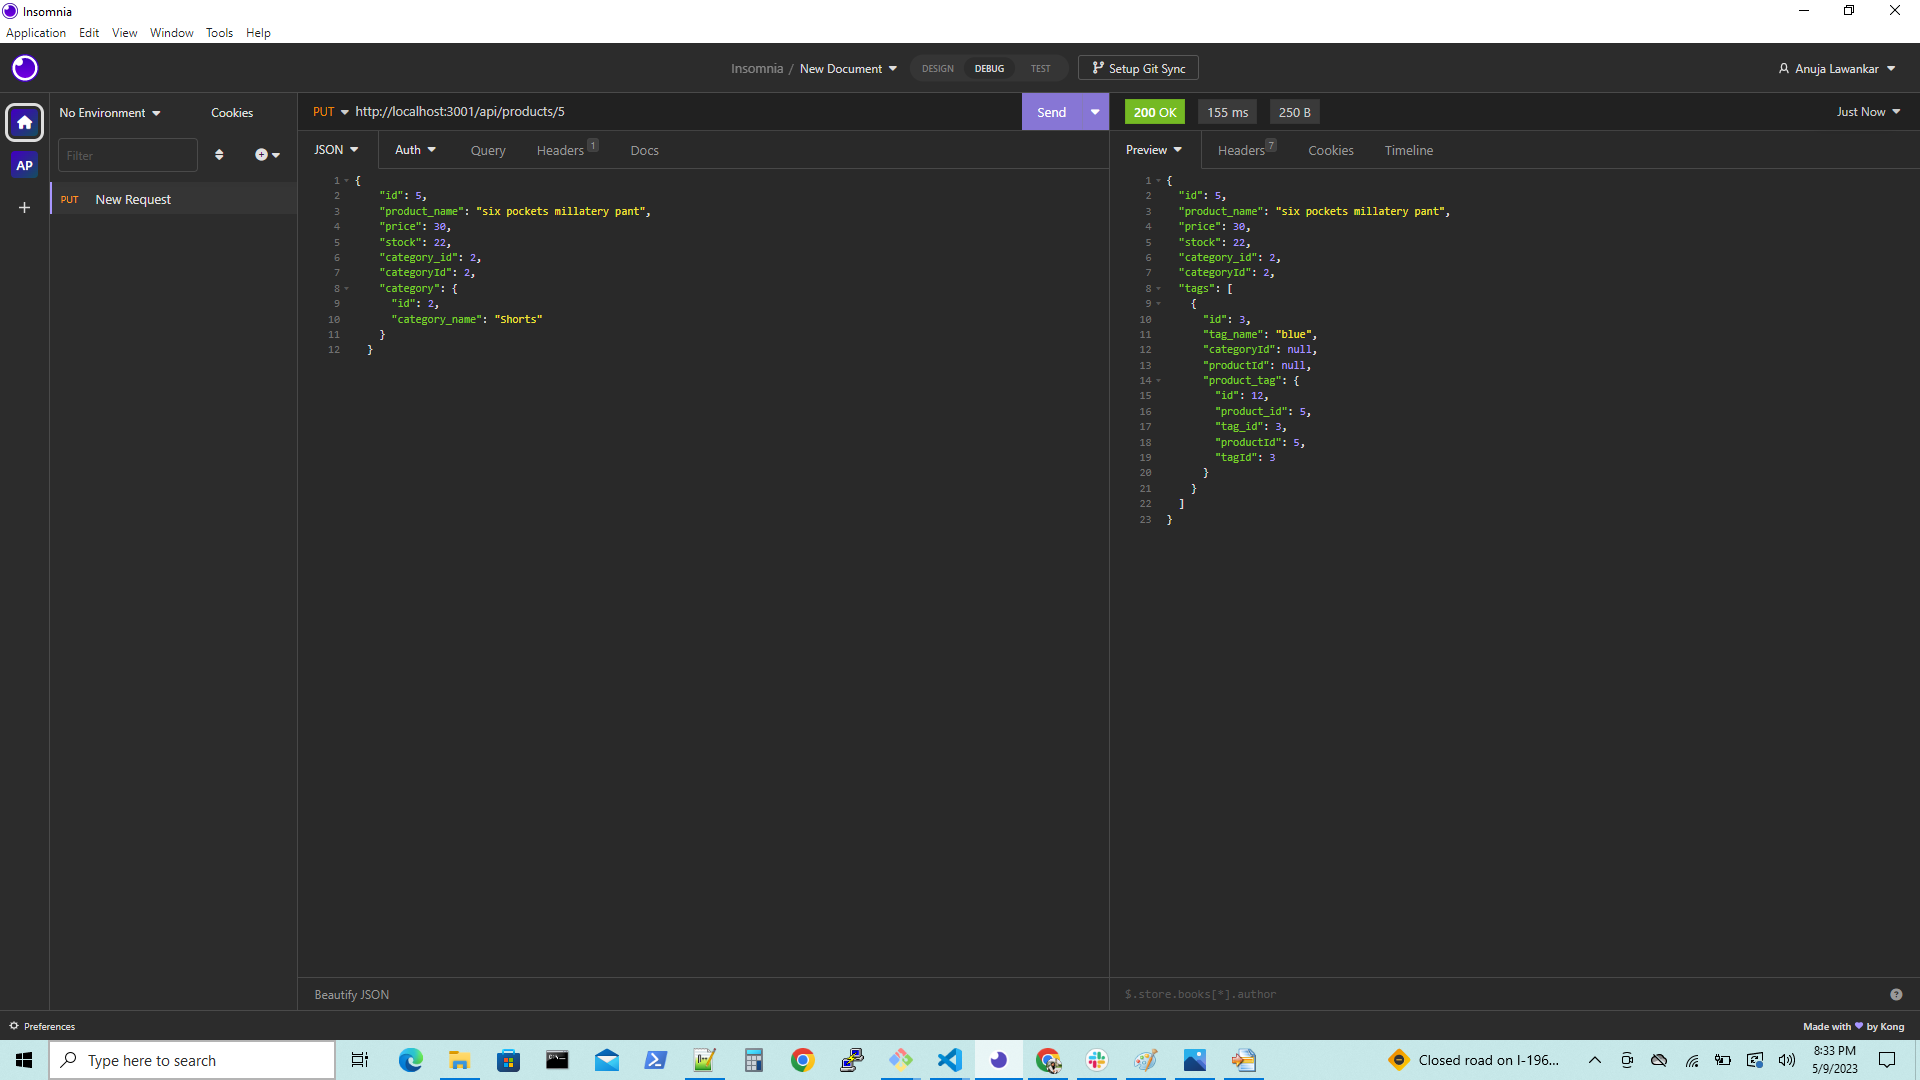 Insomnia
Application Edit View Window Tools Help
Insomnia / New Document DESIGN DEBUG TEST Setup Git Sync Anuja Lawankar
No Environment Cookies PUT http://localhost:3001/api/products/5 Send 200 OK 155 ms 250 B Just Now
Filter
JSON Auth Query Headers 1 Docs
Preview Headers 7 Cookies Timeline
AP
PUT New Request
1 {
2 "id": 5,
3 "product_name": "six pockets millatery pant",
4 "price": 30,
5 "stock": 22,
6 "category_id": 2,
7 "categoryId": 2,
8 "category": {
9 "id": 2,
10 "category_name": "Shorts"
11 }
12 }
1 {
2 "id": 5,
3 "product_name": "six pockets millatery pant",
4 "price": 30,
5 "stock": 22,
6 "category_id": 2,
7 "categoryId": 2,
8 "tags": [
9 {
10 "id": 3,
11 "tag_name": "blue",
12 "categoryId": null,
13 "productId": null,
14 "product_tag": {
15 "id": 12,
16 "product_id": 5,
17 "tag_id": 3,
18 "productId": 5,
19 "tagId": 3
20 }
21 }
22 ]
23 }
Beautify JSON
$.store.books[*].author
Preferences
Made with by Kong
Type here to search
Closed road on I-196...
8:33 PM
5/9/2023